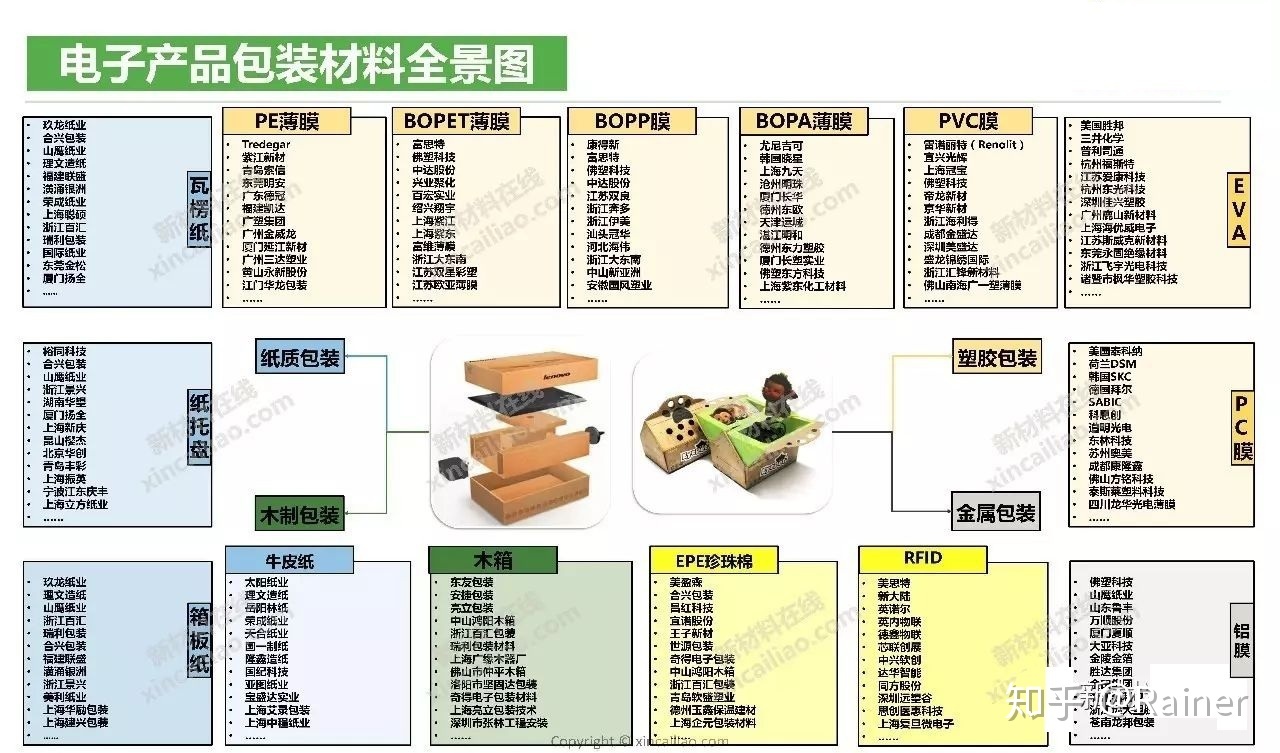 电子产品包装材料全景图
瓦楞纸
玖龙纸业
合兴包装
山鹰纸业
理文造纸
福建联盛
潢涌银洲
荣成纸业
上海聪硕
浙江百汇
瑞利包装
国际纸业
东莞金松
厦门扬全
……
PE薄膜
Tredegar
紫江新材
青岛索信
东莞明安
广东德冠
福建凯达
广塑集团
广州金威龙
厦门延江新材
广州三达塑业
黄山永新股份
江门华龙包装
……
BOPET薄膜
富思特
佛塑科技
中达股份
兴业聚化
百宏实业
绍兴翔宇
上海紫江
上海紫东
富维薄膜
浙江大东南
江苏双星彩塑
江苏欧亚薄膜
……
BOPP膜
康得新
富思特
佛塑科技
中达股份
江苏双良
浙江奔多
浙江伊美
汕头冠华
河北海伟
浙江大东南
中山新亚洲
安徽国风塑业
……
BOPA薄膜
尤尼吉可
韩国晓星
上海九天
沧州明珠
厦门长华
德州东欧
天津运城
湛江明和
德州东力塑胶
厦门长塑实业
佛塑东方科技
上海紫东化工材料
……
PVC膜
雷诺丽特（Renolit）
宜兴光辉
上海冠宝
佛塑科技
帝龙新材
京华新材
浙江海利得
成都金盛达
深圳美盛达
盛龙锦绣国际
浙江汇锋新材料
佛山南海广一塑薄膜
……
EVA
美国胜邦
三井化学
普利司通
杭州福斯特
江苏爱康科技
杭州东光科技
深圳佳兴塑胶
广州鹿山新材料
上海海优威电子
江苏斯威克新材料
东莞永固绝缘材料
浙江飞宇光电科技
诸暨市枫华塑胶科技
……
纸托盘
裕同科技
合兴包装
山鹰纸业
浙江景兴
湖南华望
厦门扬全
上海新庆
昆山樱杰
北京华创
青岛丰彩
上海振英
宁波江东庆丰
上海立方纸业
……
纸质包装
木制包装
lenovo
塑胶包装
金属包装
PC膜
美国泰科纳
荷兰DSM
韩国SKC
德国拜尔
SABIC
科思创
道明光电
东林科技
苏州奥美
成都康隆鑫
佛山方铭科技
泰斯莱塑料科技
四川龙华光电薄膜
……
箱板纸
玖龙纸业
理文造纸
山鹰纸业
浙江百汇
瑞利包装
合兴包装
福建联盛
潢涌银洲
浙江景兴
美利纸业
上海华励包装
上海建兴包装
……
牛皮纸
太阳纸业
理文造纸
岳阳林纸
荣成纸业
天合纸业
国一制纸
隆鑫造纸
国纪科技
亚图纸业
宝盛达实业
上海艾录包装
上海中穗纸业
……
木箱
东友包装
安捷包装
亮立包装
中山鸿阳木箱
浙江百汇包装
瑞利包装材料
上海广缘木器厂
佛山市仲平木箱
洛阳市坚固达包装
奇得电子包装材料
上海亮立包装技术
深圳市张林工程安装
……
EPE珍珠棉
美盈森
合兴包装
昌红科技
宜谐股份
王子新材
世源包装
奇得电子包装
中山鸿阳木箱
浙江百汇包装
青岛欧盛塑业
德州玉鑫保温建材
上海企元包装材料
……
RFID
美思特
新大陆
英诺尔
英内物联
德鑫物联
芯联创展
中兴软创
达华智能
同方股份
深圳远望谷
思创医惠科技
上海复旦微电子
……
铝膜
佛塑科技
山鹰纸业
山东鲁丰
万顺股份
厦门厦顺
大亚科技
金陵金箔
胜达集团
苍南龙邦包装
……
新材料在线
xincailiao.com
知乎 @Rainer
Copyright © xincailiao.com